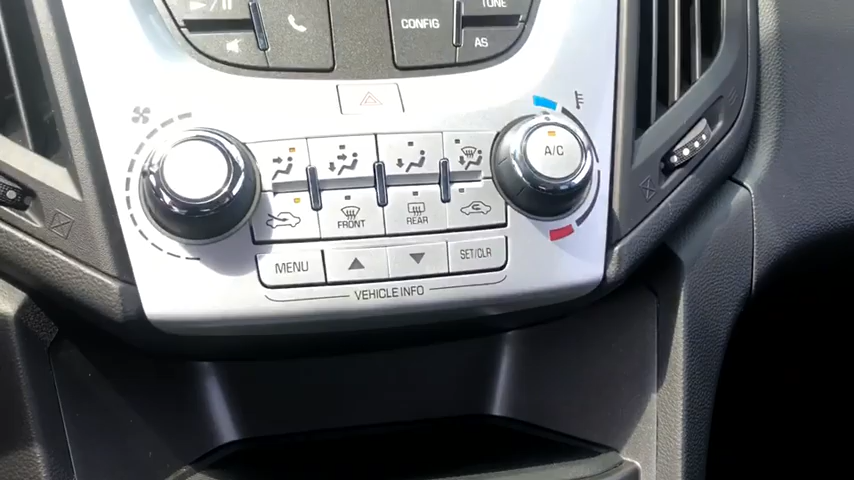 CONFIG
TONE
AS
A/C
FRONT
REAR
MENU
SET/CLR
VEHICLE INFO